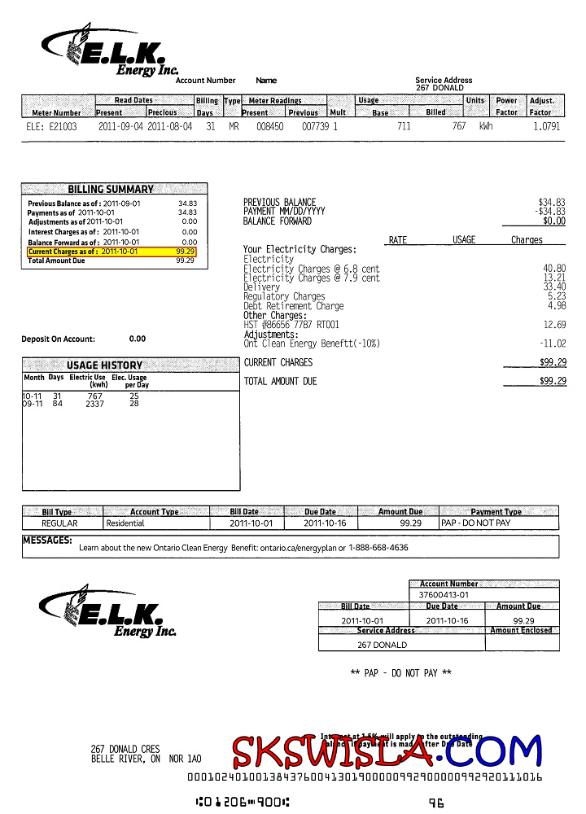 E.L.K.
Energy Inc.
Account Number Name Service Address
267 DONALD
Read Dates Billing Type Meter Readings Usage Units Power Adjust.
Meter Number Present Precious Days Present Previous Mult Base Billed Factor Factor
ELE: E21003 2011-09-04 2011-08-04 31 MR 008450 007739 1 711 767 kWh 1.0791
BILLING SUMMARY
Previous Balance as of: 2011-09-01 34.83
Payments as of 2011-10-01 34.83
Adjustments as of 2011-10-01 0.00
Interest Charges as of: 2011-10-01 0.00
Balance Forward as of: 2011-10-01 0.00
Current Charges as of: 2011-10-01 99.29
Total Amount Due 99.29
Deposit On Account: 0.00
PREVIOUS BALANCE $34.83
PAYMENT MM/DD/YYYY -$34.83
BALANCE FORWARD $0.00
RATE USAGE Charges
Your Electricity Charges:
Electricity
Electricity Charges @ 6.8 cent 40.80
Electricity Charges @ 7.9 cent 13.21
Delivery 33.40
Regulatory Charges 5.23
Debt Retirement Charge 4.98
Other Charges:
HST #86656 7787 RT001 12.69
Adjustments:
Ont Clean Energy Benefitt(-10%) -11.02
CURRENT CHARGES $99.29
TOTAL AMOUNT DUE $99.29
USAGE HISTORY
Month Days Electric Use Elec. Usage
(kwh) per Day
10-11 31 767 25
09-11 84 2337 28
Bill Type Account Type Bill Date Due Date Amount Due Payment Type
REGULAR Residential 2011-10-01 2011-10-16 99.29 PAP - DO NOT PAY
MESSAGES:
Learn about the new Ontario Clean Energy Benefit: ontario.ca/energyplan or 1-888-668-4636
E.L.K.
Energy Inc.
Account Number
37600413-01
Bill Date Due Date Amount Due
2011-10-01 2011-10-16 99.29
Service Address Amount Enclosed
267 DONALD
** PAP - DO NOT PAY **
Interest at 1.5% will apply to the outstanding
balance if payment is made after Due Date
SKSWISLA.COM
267 DONALD CRES
BELLE RIVER, ON N0R 1A0
000102401001384376004130190000009929000000992920111016
⑆01206⑉900⑆ 96